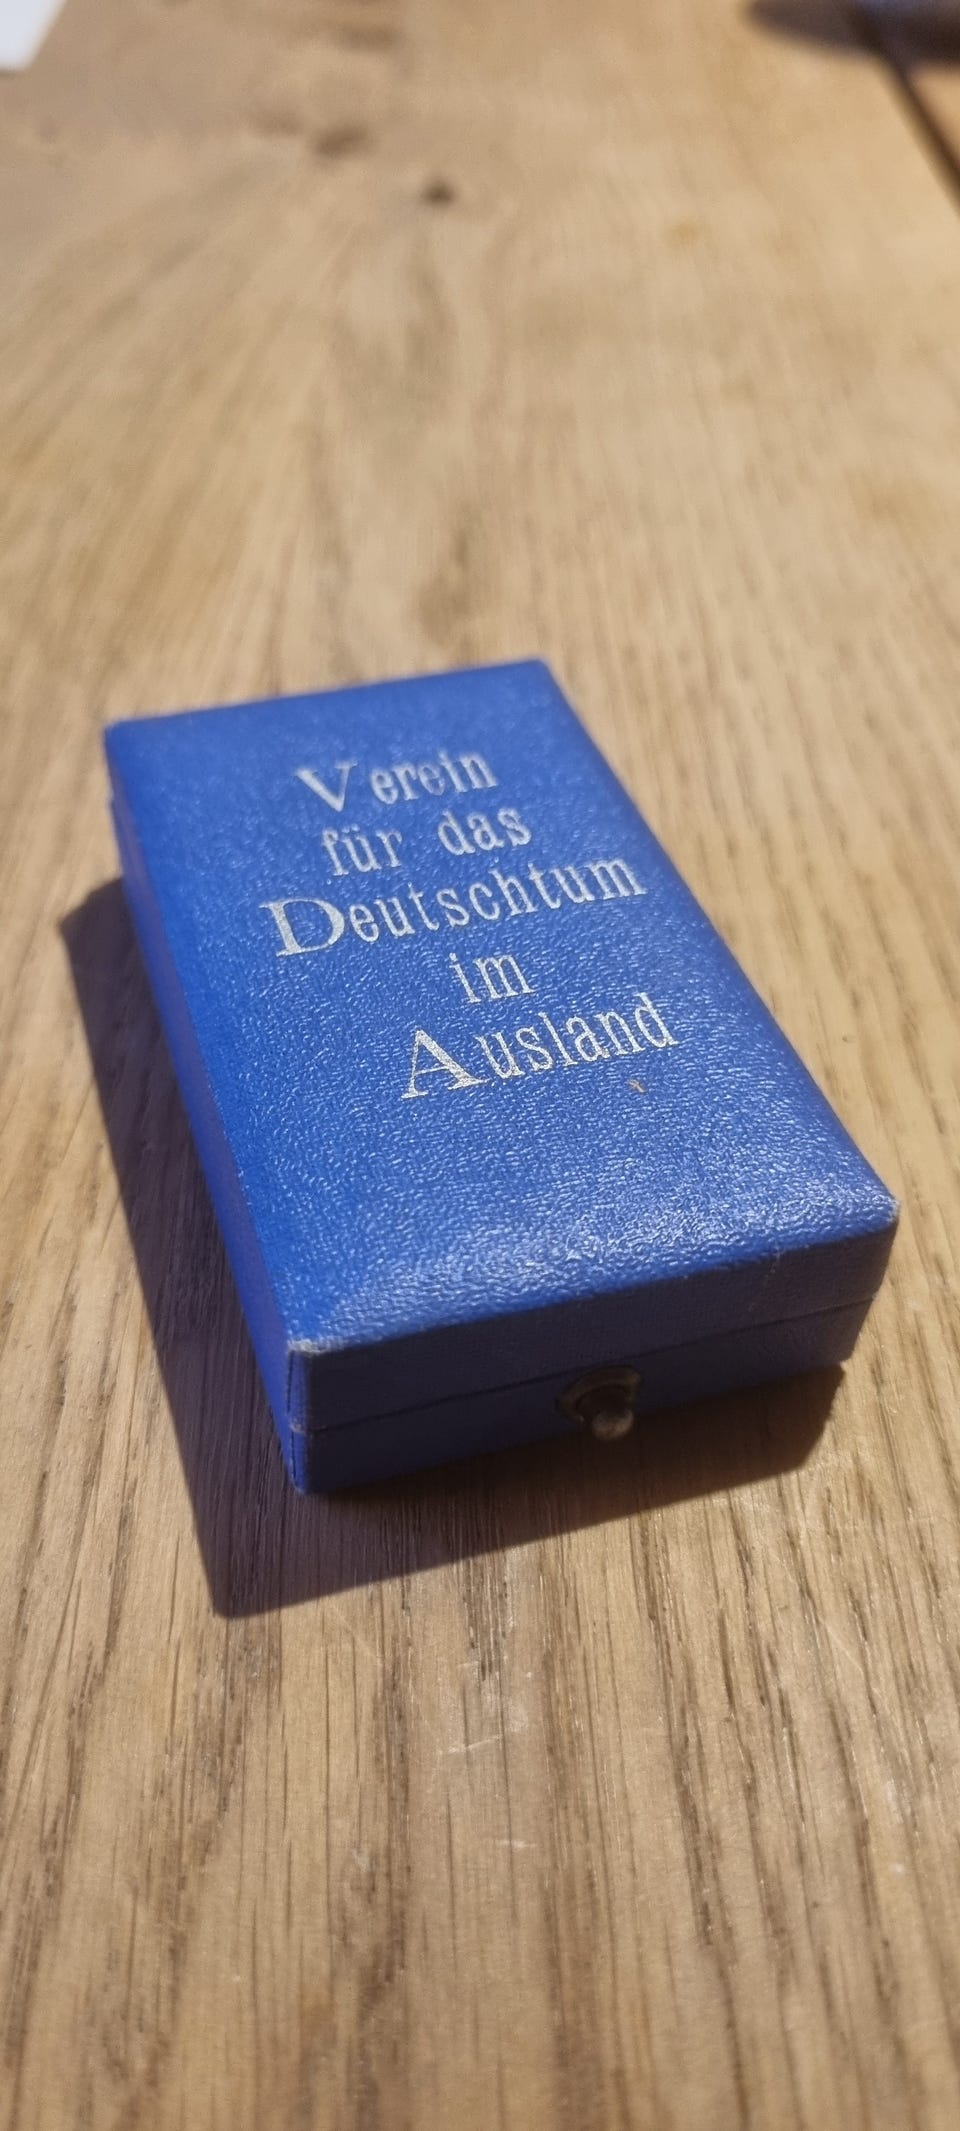 Verein
für das
Deutschtum
im
Ausland